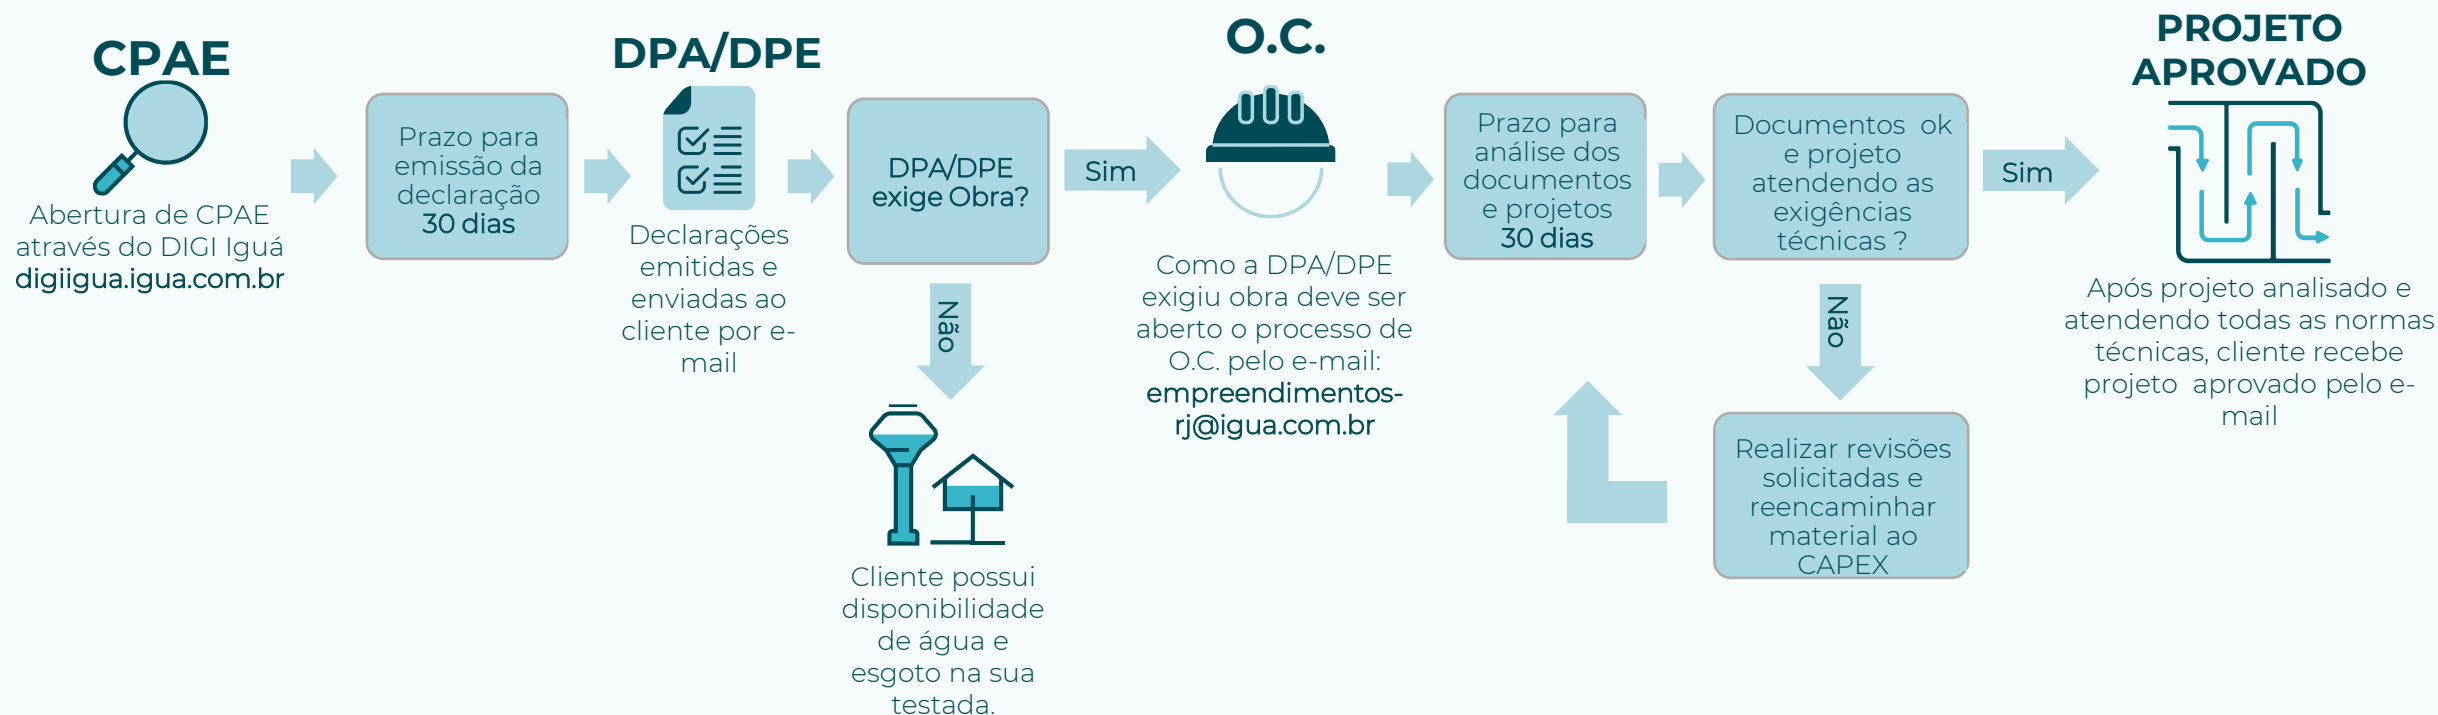 CPAE
Abertura de CPAE
através do DIGI Iguá
digiigua.igua.com.br
Prazo para
emissão da
declaração
30 dias
DPA/DPE
Declarações
emitidas e
enviadas ao
cliente por e-
mail
DPA/DPE
exige Obra?
Sim
Não
Cliente possui
disponibilidade
de água e
esgoto na sua
testada.
O.C.
Como a DPA/DPE
exigiu obra deve ser
aberto o processo de
O.C. pelo e-mail:
empreendimentos-
rj@igua.com.br
Prazo para
análise dos
documentos
e projetos
30 dias
Documentos  ok
e projeto
atendendo as
exigências
técnicas ?
Sim
Não
Realizar revisões
solicitadas e
reencaminhar
material ao
CAPEX
PROJETO
APROVADO
Após projeto analisado e
atendendo todas as normas
técnicas, cliente recebe
projeto  aprovado pelo e-
mail